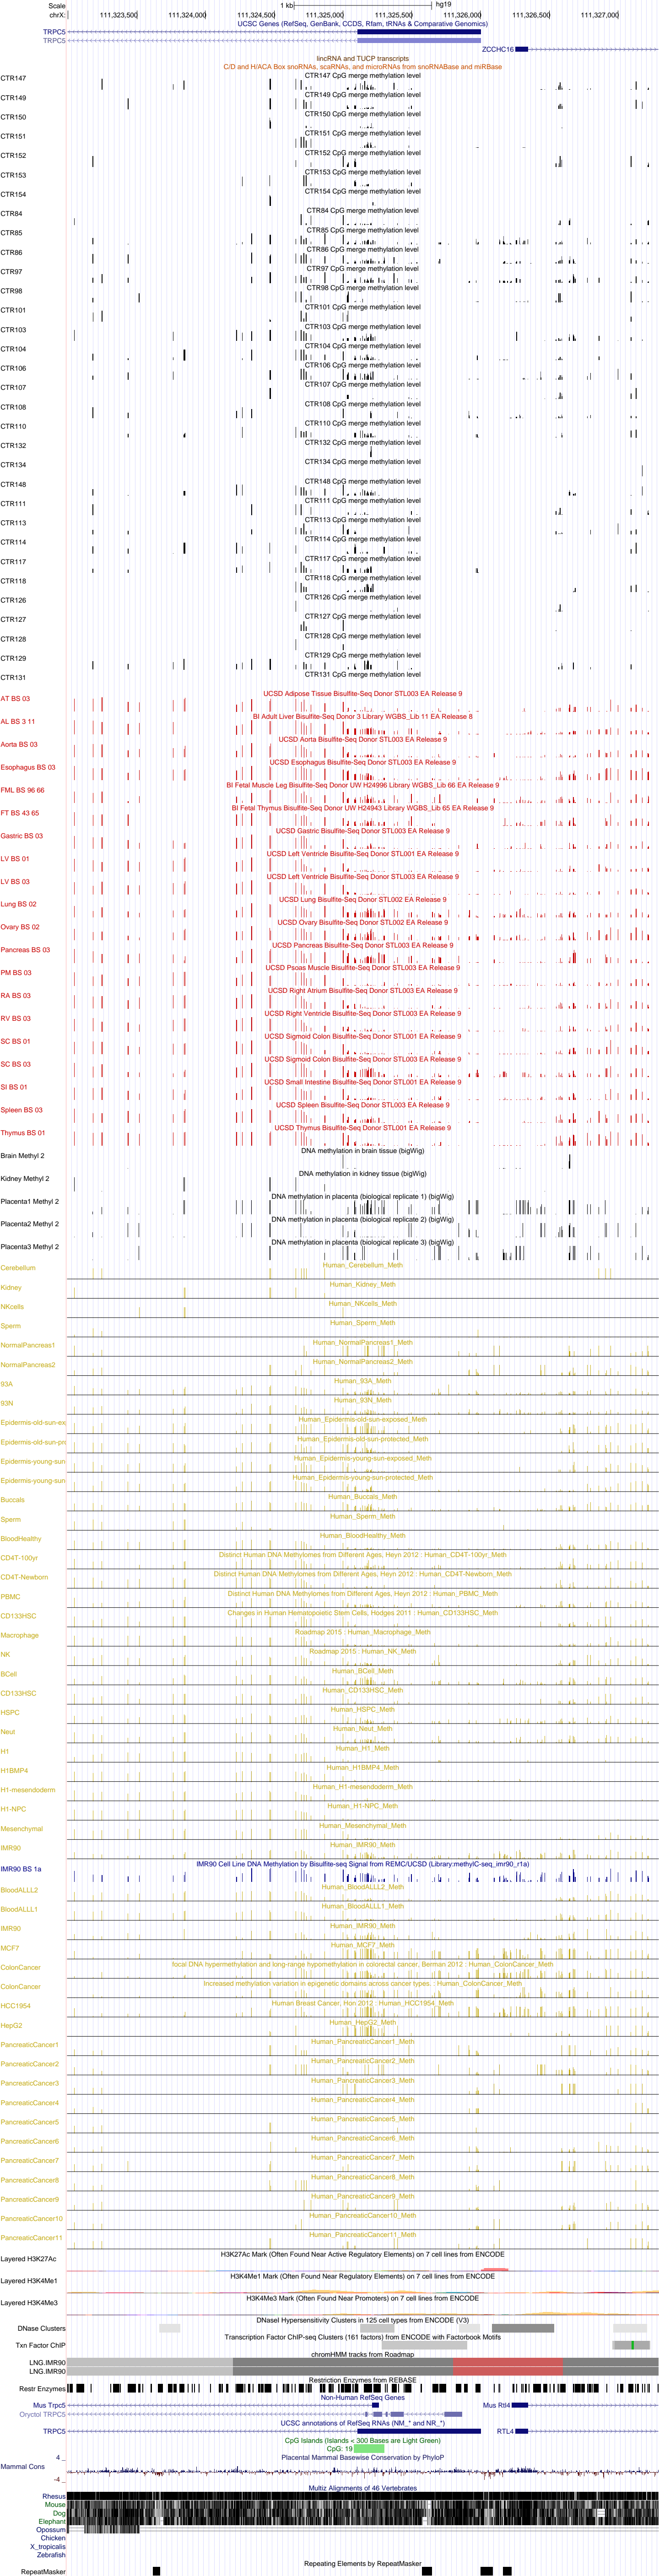 Scale 1 kb hg19
chrX: 111,323,500 111,324,000 111,324,500 111,325,000 111,325,500 111,326,000 111,326,500 111,327,000
UCSC Genes (RefSeq, GenBank, CCDS, Rfam, tRNAs & Comparative Genomics)
TRPC5
TRPC5
ZCCHC16
lincRNA and TUCP transcripts
C/D and H/ACA Box snoRNAs, scaRNAs, and microRNAs from snoRNABase and miRBase
CTR147 CpG merge methylation level
CTR147
CTR149 CpG merge methylation level
CTR149
CTR150 CpG merge methylation level
CTR150
CTR151 CpG merge methylation level
CTR151
CTR152 CpG merge methylation level
CTR152
CTR153 CpG merge methylation level
CTR153
CTR154 CpG merge methylation level
CTR154
CTR84 CpG merge methylation level
CTR84
CTR85 CpG merge methylation level
CTR85
CTR86 CpG merge methylation level
CTR86
CTR97 CpG merge methylation level
CTR97
CTR98 CpG merge methylation level
CTR98
CTR101 CpG merge methylation level
CTR101
CTR103 CpG merge methylation level
CTR103
CTR104 CpG merge methylation level
CTR104
CTR106 CpG merge methylation level
CTR106
CTR107 CpG merge methylation level
CTR107
CTR108 CpG merge methylation level
CTR108
CTR110 CpG merge methylation level
CTR110
CTR132 CpG merge methylation level
CTR132
CTR134 CpG merge methylation level
CTR134
CTR148 CpG merge methylation level
CTR148
CTR111 CpG merge methylation level
CTR111
CTR113 CpG merge methylation level
CTR113
CTR114 CpG merge methylation level
CTR114
CTR117 CpG merge methylation level
CTR117
CTR118 CpG merge methylation level
CTR118
CTR126 CpG merge methylation level
CTR126
CTR127 CpG merge methylation level
CTR127
CTR128 CpG merge methylation level
CTR128
CTR129 CpG merge methylation level
CTR129
CTR131 CpG merge methylation level
CTR131
UCSD Adipose Tissue Bisulfite-Seq Donor STL003 EA Release 9
AT BS 03
BI Adult Liver Bisulfite-Seq Donor 3 Library WGBS_Lib 11 EA Release 8
AL BS 3 11
UCSD Aorta Bisulfite-Seq Donor STL003 EA Release 9
Aorta BS 03
UCSD Esophagus Bisulfite-Seq Donor STL003 EA Release 9
Esophagus BS 03
BI Fetal Muscle Leg Bisulfite-Seq Donor UW H24996 Library WGBS_Lib 66 EA Release 9
FML BS 96 66
BI Fetal Thymus Bisulfite-Seq Donor UW H24943 Library WGBS_Lib 65 EA Release 9
FT BS 43 65
UCSD Gastric Bisulfite-Seq Donor STL003 EA Release 9
Gastric BS 03
UCSD Left Ventricle Bisulfite-Seq Donor STL001 EA Release 9
LV BS 01
UCSD Left Ventricle Bisulfite-Seq Donor STL003 EA Release 9
LV BS 03
UCSD Lung Bisulfite-Seq Donor STL002 EA Release 9
Lung BS 02
UCSD Ovary Bisulfite-Seq Donor STL002 EA Release 9
Ovary BS 02
UCSD Pancreas Bisulfite-Seq Donor STL003 EA Release 9
Pancreas BS 03
UCSD Psoas Muscle Bisulfite-Seq Donor STL003 EA Release 9
PM BS 03
UCSD Right Atrium Bisulfite-Seq Donor STL003 EA Release 9
RA BS 03
UCSD Right Ventricle Bisulfite-Seq Donor STL003 EA Release 9
RV BS 03
UCSD Sigmoid Colon Bisulfite-Seq Donor STL001 EA Release 9
SC BS 01
UCSD Sigmoid Colon Bisulfite-Seq Donor STL003 EA Release 9
SC BS 03
UCSD Small Intestine Bisulfite-Seq Donor STL001 EA Release 9
SI BS 01
UCSD Spleen Bisulfite-Seq Donor STL003 EA Release 9
Spleen BS 03
UCSD Thymus Bisulfite-Seq Donor STL001 EA Release 9
Thymus BS 01
DNA methylation in brain tissue (bigWig)
Brain Methyl 2
DNA methylation in kidney tissue (bigWig)
Kidney Methyl 2
DNA methylation in placenta (biological replicate 1) (bigWig)
Placenta1 Methyl 2
DNA methylation in placenta (biological replicate 2) (bigWig)
Placenta2 Methyl 2
DNA methylation in placenta (biological replicate 3) (bigWig)
Placenta3 Methyl 2
Human_Cerebellum_Meth
Cerebellum
Human_Kidney_Meth
Kidney
Human_NKcells_Meth
NKcells
Human_Sperm_Meth
Sperm
Human_NormalPancreas1_Meth
NormalPancreas1
Human_NormalPancreas2_Meth
NormalPancreas2
Human_93A_Meth
93A
Human_93N_Meth
93N
Human_Epidermis-old-sun-exposed_Meth
Epidermis-old-sun-ex
Human_Epidermis-old-sun-protected_Meth
Epidermis-old-sun-pr
Human_Epidermis-young-sun-exposed_Meth
Epidermis-young-sun
Human_Epidermis-young-sun-protected_Meth
Epidermis-young-sun
Human_Buccals_Meth
Buccals
Human_Sperm_Meth
Sperm
Human_BloodHealthy_Meth
BloodHealthy
Distinct Human DNA Methylomes from Different Ages, Heyn 2012 : Human_CD4T-100yr_Meth
CD4T-100yr
Distinct Human DNA Methylomes from Different Ages, Heyn 2012 : Human_CD4T-Newborn_Meth
CD4T-Newborn
Distinct Human DNA Methylomes from Different Ages, Heyn 2012 : Human_PBMC_Meth
PBMC
Changes in Human Hematopoietic Stem Cells, Hodges 2011 : Human_CD133HSC_Meth
CD133HSC
Roadmap 2015 : Human_Macrophage_Meth
Macrophage
Roadmap 2015 : Human_NK_Meth
NK
Human_BCell_Meth
BCell
Human_CD133HSC_Meth
CD133HSC
Human_HSPC_Meth
HSPC
Human_Neut_Meth
Neut
Human_H1_Meth
H1
Human_H1BMP4_Meth
H1BMP4
Human_H1-mesendoderm_Meth
H1-mesendoderm
Human_H1-NPC_Meth
H1-NPC
Human_Mesenchymal_Meth
Mesenchymal
Human_IMR90_Meth
IMR90
IMR90 Cell Line DNA Methylation by Bisulfite-seq Signal from REMC/UCSD (Library:methylC-seq_imr90_r1a)
IMR90 BS 1a
Human_BloodALLL2_Meth
BloodALLL2
Human_BloodALLL1_Meth
BloodALLL1
Human_IMR90_Meth
IMR90
Human_MCF7_Meth
MCF7
focal DNA hypermethylation and long-range hypomethylation in colorectal cancer, Berman 2012 : Human_ColonCancer_Meth
ColonCancer
Increased methylation variation in epigenetic domains across cancer types, : Human_ColonCancer_Meth
ColonCancer
Human Breast Cancer, Hon 2012 : Human_HCC1954_Meth
HCC1954
Human_HepG2_Meth
HepG2
Human_PancreaticCancer1_Meth
PancreaticCancer1
Human_PancreaticCancer2_Meth
PancreaticCancer2
Human_PancreaticCancer3_Meth
PancreaticCancer3
Human_PancreaticCancer4_Meth
PancreaticCancer4
Human_PancreaticCancer5_Meth
PancreaticCancer5
Human_PancreaticCancer6_Meth
PancreaticCancer6
Human_PancreaticCancer7_Meth
PancreaticCancer7
Human_PancreaticCancer8_Meth
PancreaticCancer8
Human_PancreaticCancer9_Meth
PancreaticCancer9
Human_PancreaticCancer10_Meth
PancreaticCancer10
Human_PancreaticCancer11_Meth
PancreaticCancer11
H3K27Ac Mark (Often Found Near Active Regulatory Elements) on 7 cell lines from ENCODE
Layered H3K27Ac
H3K4Me1 Mark (Often Found Near Regulatory Elements) on 7 cell lines from ENCODE
Layered H3K4Me1
H3K4Me3 Mark (Often Found Near Promoters) on 7 cell lines from ENCODE
Layered H3K4Me3
DNaseI Hypersensitivity Clusters in 125 cell types from ENCODE (V3)
DNase Clusters
Transcription Factor ChIP-seq Clusters (161 factors) from ENCODE with Factorbook Motifs
Txn Factor ChIP
chromHMM tracks from Roadmap
LNG.IMR90
LNG.IMR90
Restriction Enzymes from REBASE
Restr Enzymes
Non-Human RefSeq Genes
Mus Trpc5 Mus Rtl4
Oryctol TRPC5
UCSC annotations of RefSeq RNAs (NM_* and NR_*)
TRPC5 RTL4
CpG Islands (Islands < 300 Bases are Light Green)
CpG: 19
Placental Mammal Basewise Conservation by PhyloP
4 _
Mammal Cons
-4 _
Multiz Alignments of 46 Vertebrates
Rhesus
Mouse
Dog
Elephant
Opossum
Chicken
X_tropicalis
Zebrafish
Repeating Elements by RepeatMasker
RepeatMasker